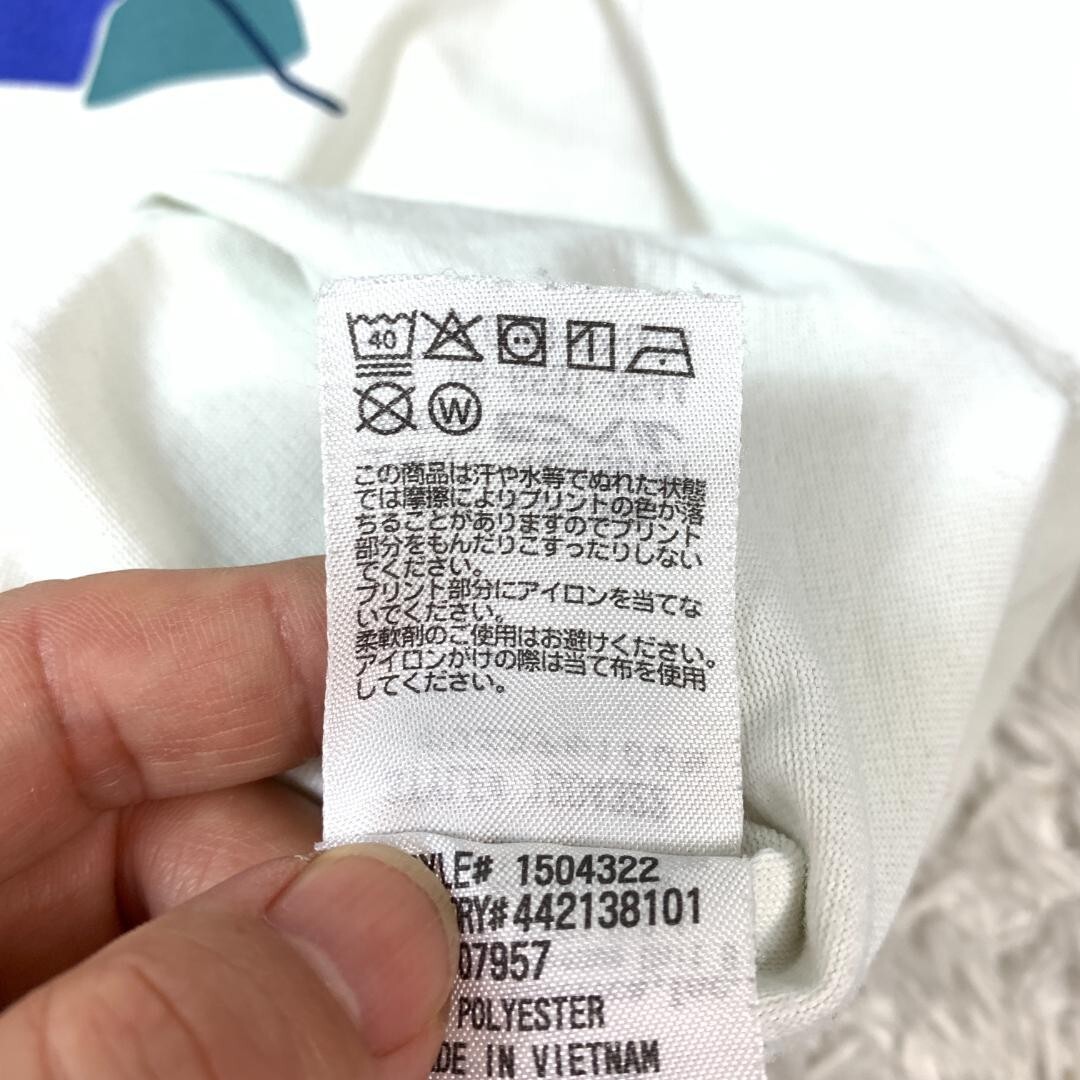 40
W
この商品は汗や水等でぬれた状態
では摩擦によりプリントの色が落
ちることがありますのでプリント
部分をもんだりこすったりしない
でください。
プリント部分にアイロンを当てな
いでください。
柔軟剤のご使用はお避けください。
アイロンがけの際は当て布を使用
してください。
YLE# 1504322
RY#442138101
07957
POLYESTER
DE IN VIETNAM